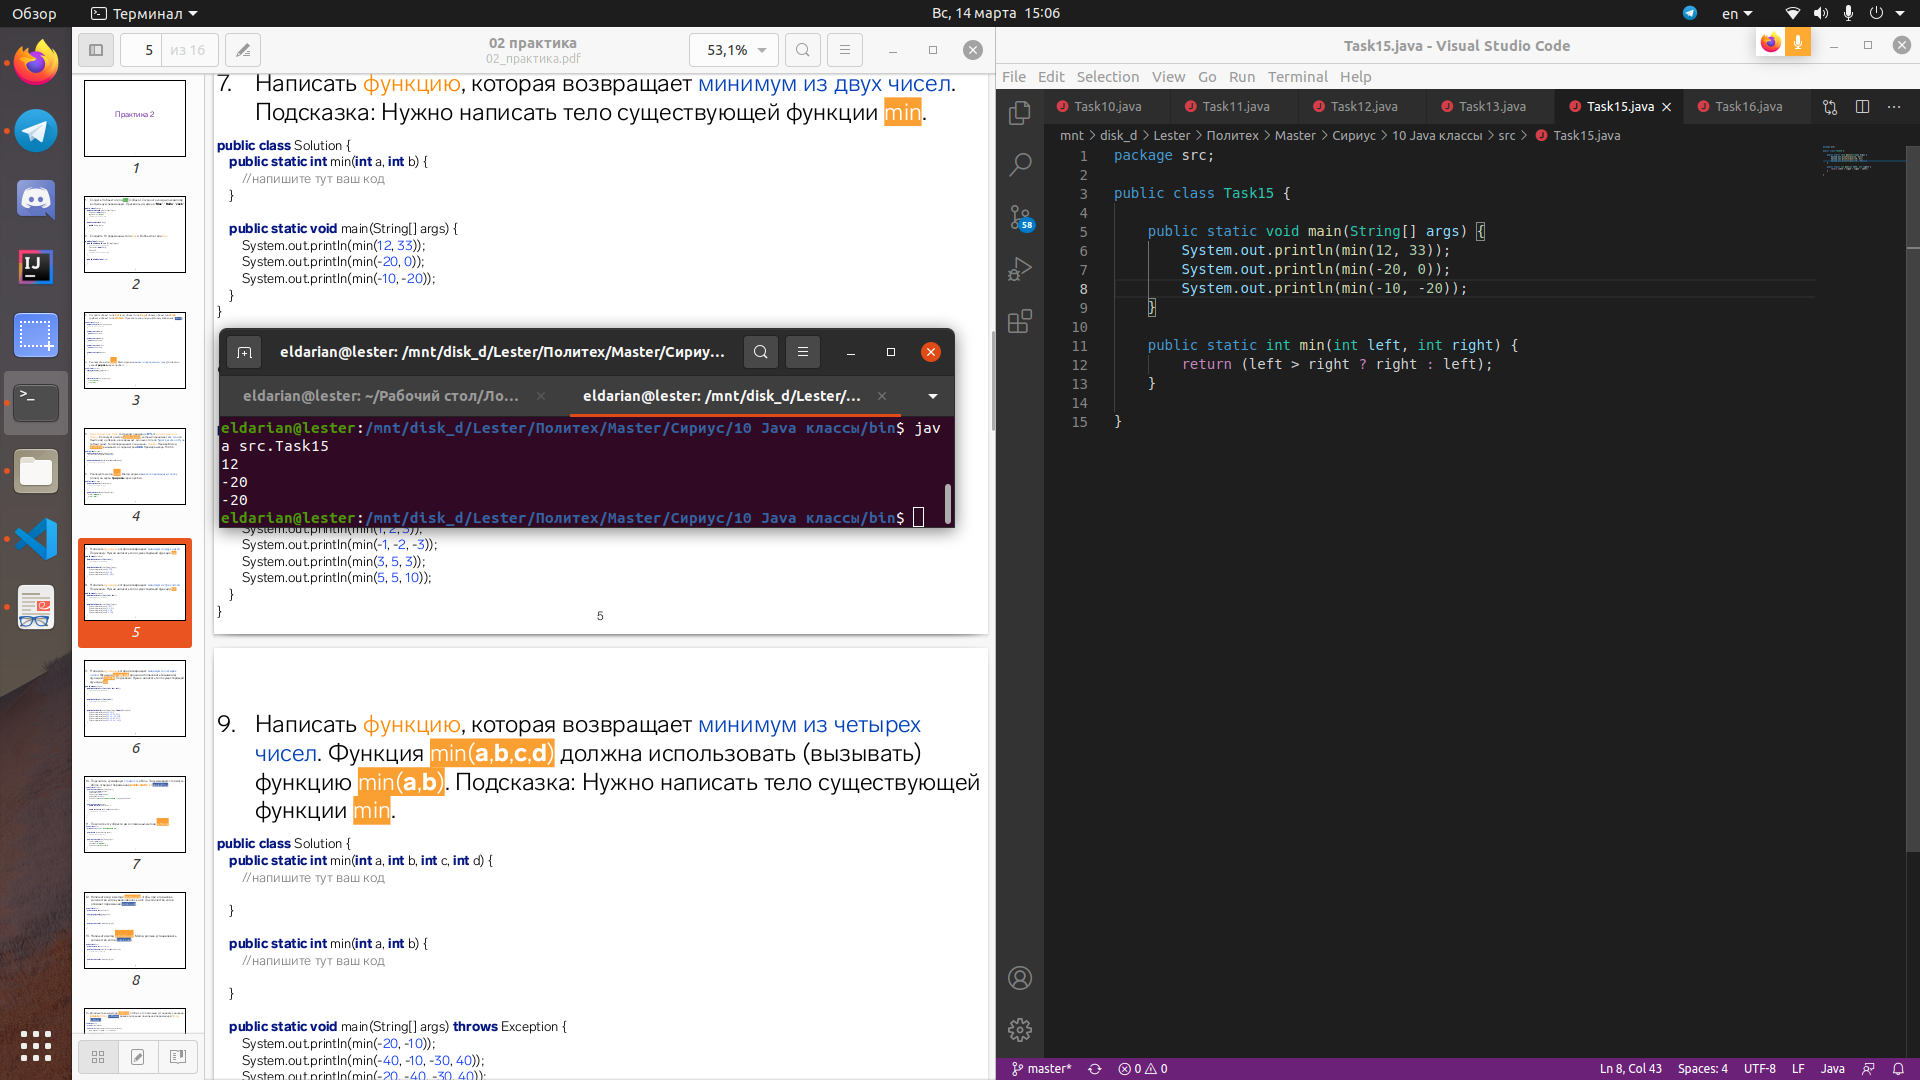 Обзор
Терминал
Вс, 14 марта 15:06
en
5
из 16
02 практика
02_практика.pdf
53,1%
Практика 2
1
2
3
4
5
6
7
8
7. Написать функцию, которая возвращает минимум из двух чисел.
Подсказка: Нужно написать тело существующей функции min.
public class Solution {
public static int min(int a, int b) {
//напишите тут ваш код
}
public static void main(String[] args) {
System.out.println(min(12, 33));
System.out.println(min(-20, 0));
System.out.println(min(-10, -20));
}
}
eldarian@lester: /mnt/disk_d/Lester/Политех/Master/Сириу...
eldarian@lester: ~/Рабочий стол/Ло...
eldarian@lester: /mnt/disk_d/Lester/...
eldarian@lester:/mnt/disk_d/Lester/Политех/Master/Сириус/10 Java классы/bin$ jav
a src.Task15
12
-20
-20
eldarian@lester:/mnt/disk_d/Lester/Политех/Master/Сириус/10 Java классы/bin$
System.out.println(min(1, 2, 3));
System.out.println(min(-1, -2, -3));
System.out.println(min(3, 5, 3));
System.out.println(min(5, 5, 10));
}
}
5
9. Написать функцию, которая возвращает минимум из четырех
чисел. Функция min(a,b,c,d) должна использовать (вызывать)
функцию min(a,b). Подсказка: Нужно написать тело существующей
функции min.
public class Solution {
public static int min(int a, int b, int c, int d) {
//напишите тут ваш код
}
public static int min(int a, int b) {
//напишите тут ваш код
}
public static void main(String[] args) throws Exception {
System.out.println(min(-20, -10));
System.out.println(min(-40, -10, -30, 40));
System.out.println(min(-20, -40, -30, 40));
Task15.java - Visual Studio Code
File Edit Selection View Go Run Terminal Help
Task10.java
Task11.java
Task12.java
Task13.java
Task15.java
Task16.java
mnt > disk_d > Lester > Политех > Master > Сириус > 10 Java классы > src > Task15.java
58
1 package src;
2
3 public class Task15 {
4
5 public static void main(String[] args) {
6 System.out.println(min(12, 33));
7 System.out.println(min(-20, 0));
8 System.out.println(min(-10, -20));
9 }
10
11 public static int min(int left, int right) {
12 return (left > right ? right : left);
13 }
14
15 }
master*
0 0
Ln 8, Col 43
Spaces: 4
UTF-8
LF
Java